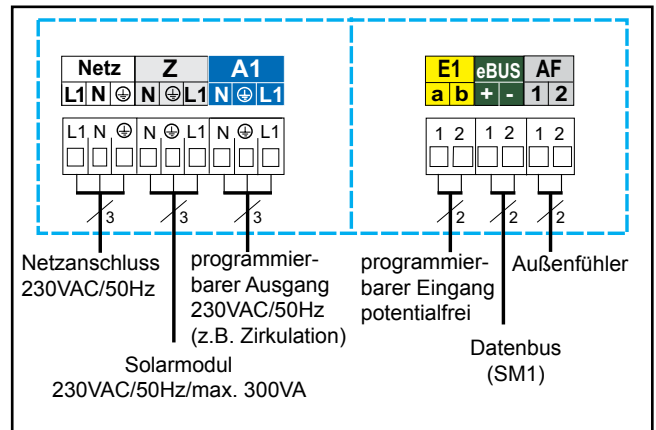 Netz Z A1
L1 N ⏚ N ⏚ L1 N ⏚ L1
L1 N ⏚ N ⏚ L1 N ⏚ L1
3 3 3
E1 eBUS AF
a b + - 1 2
1 2 1 2 1 2
2 2 2
Netzanschluss
230VAC/50Hz
programmier-
barer Ausgang
230VAC/50Hz
(z.B. Zirkulation)
Solarmodul
230VAC/50Hz/max. 300VA
programmier-
barer Eingang
potentialfrei
Außenfühler
Datenbus
(SM1)